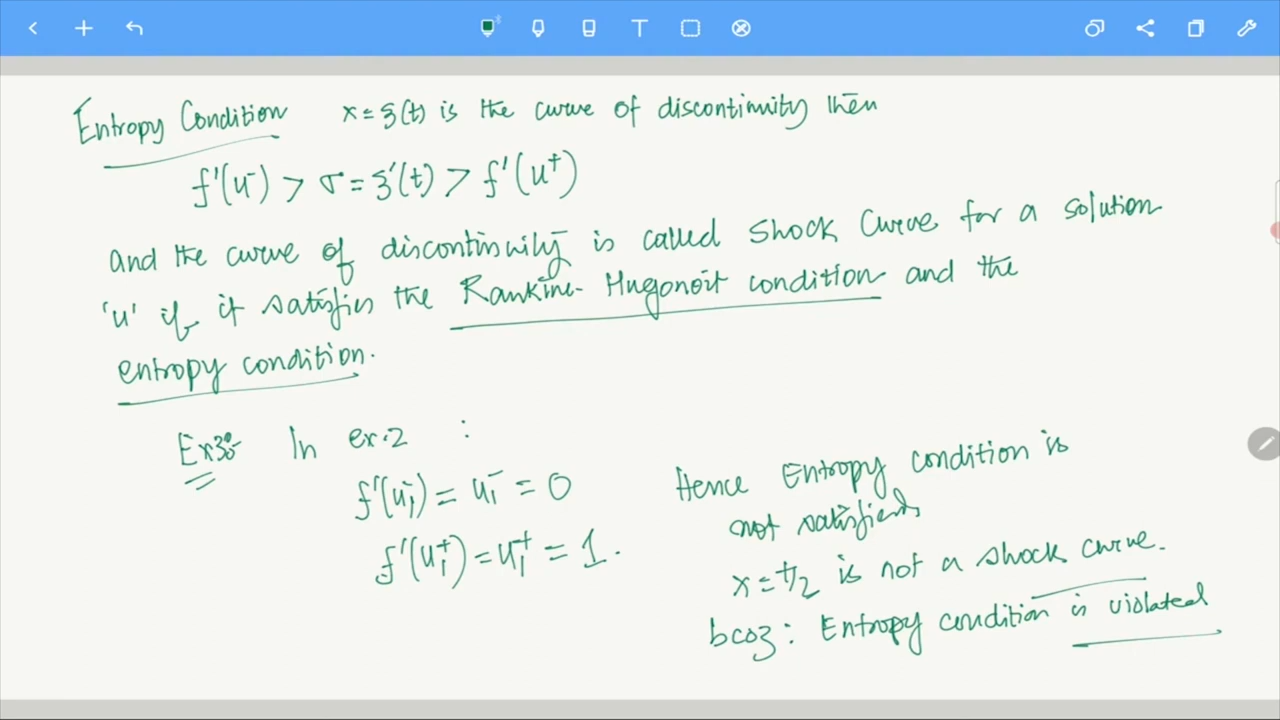 Entropy Condition x = ξ(t) is the curve of discontinuity then
f'(u⁻) > σ = ξ'(t) > f'(u⁺)
and the curve of discontinuity is called shock curve for a solution
'u' if it satisfies the Rankine-Hugonoit condition and the
entropy condition.
Ex3:- In ex.2 :
f'(u₁⁻) = u₁⁻ = 0
f'(u₁⁺) = u₁⁺ = 1.
Hence Entropy condition is
not satisfied
x = t/2 is not a shock curve.
bcoz: Entropy condition is violated